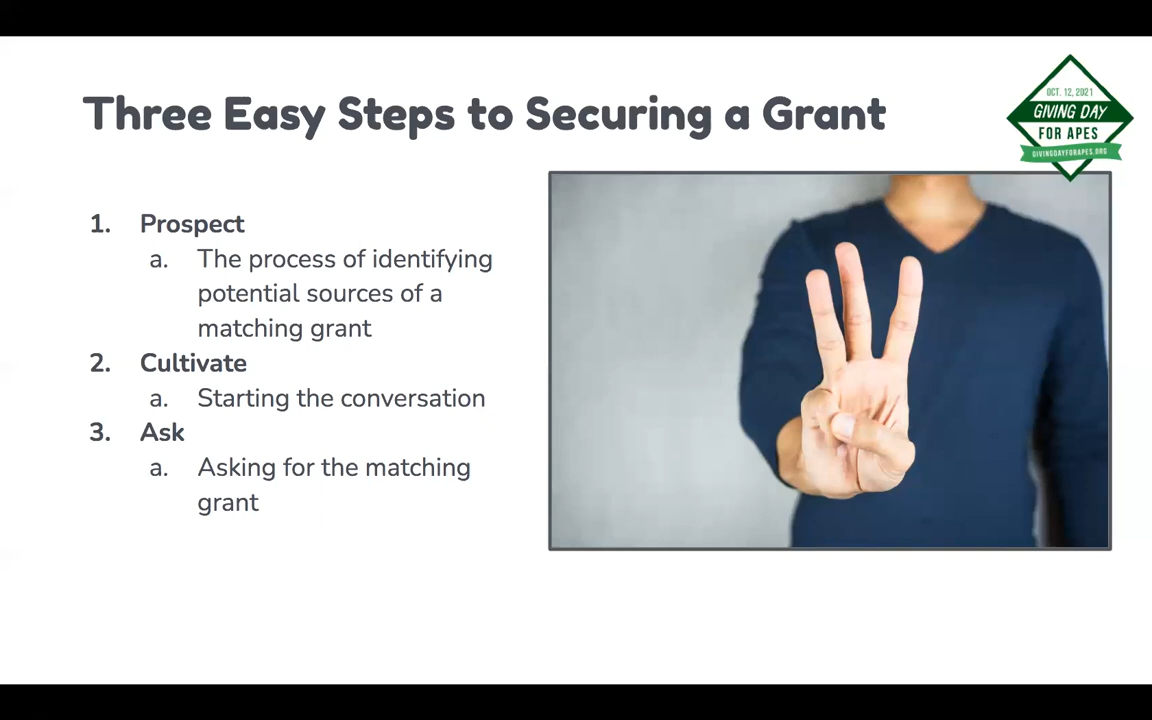 Three Easy Steps to Securing a Grant
OCT. 12, 2021
GIVING DAY
FOR APES
GIVINGDAYFORAPES.ORG
1. Prospect
a. The process of identifying
potential sources of a
matching grant
2. Cultivate
a. Starting the conversation
3. Ask
a. Asking for the matching
grant